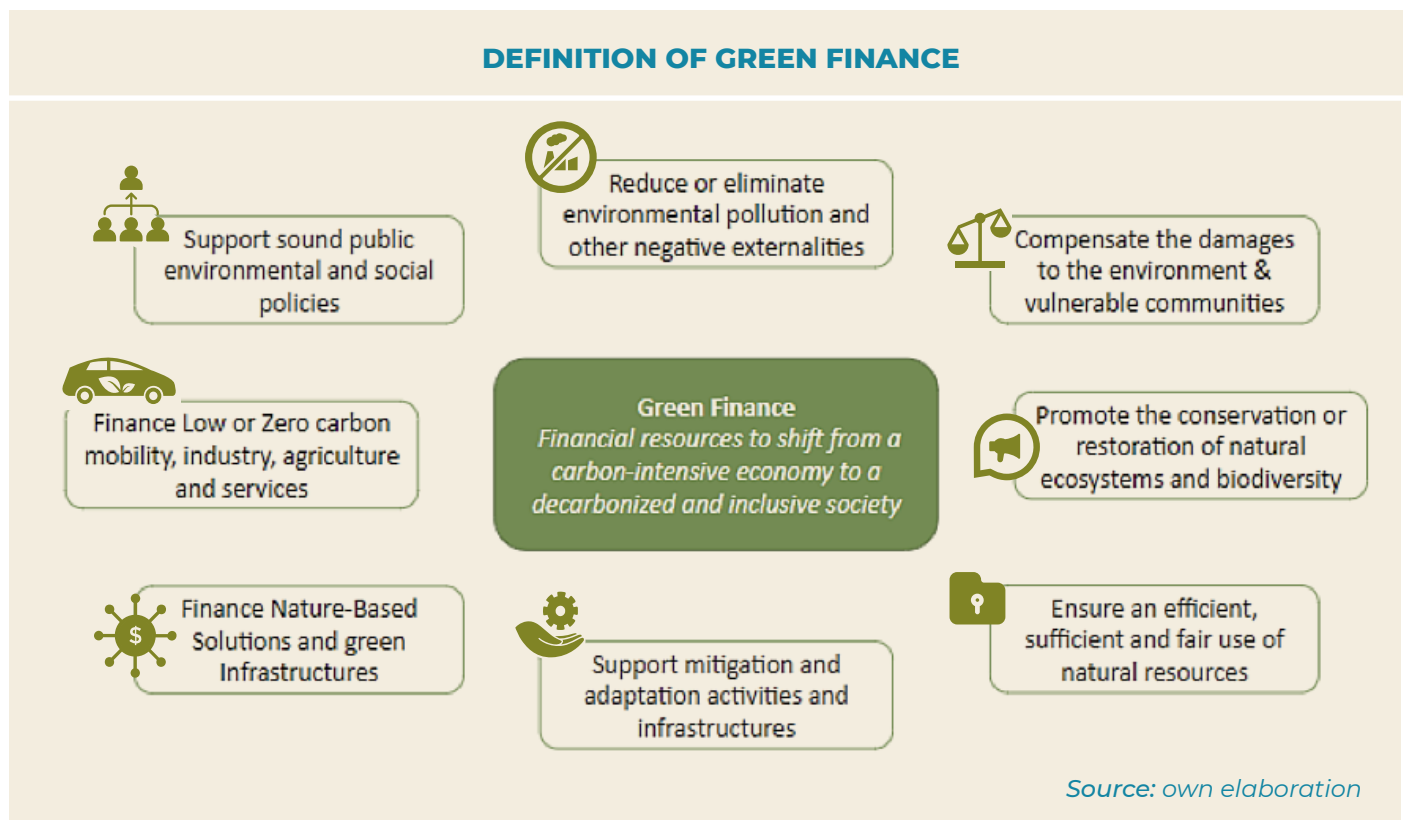 DEFINITION OF GREEN FINANCE
Reduce or eliminate
environmental pollution and
other negative externalities
Support sound public
environmental and social
policies
Compensate the damages
to the environment &
vulnerable communities
Finance Low or Zero carbon
mobility, industry, agriculture
and services
Green Finance
Financial resources to shift from a
carbon-intensive economy to a
decarbonized and inclusive society
Promote the conservation or
restoration of natural
ecosystems and biodiversity
Finance Nature-Based
Solutions and green
Infrastructures
$
Support mitigation and
adaptation activities and
infrastructures
Ensure an efficient,
sufficient and fair use of
natural resources
Source: own elaboration